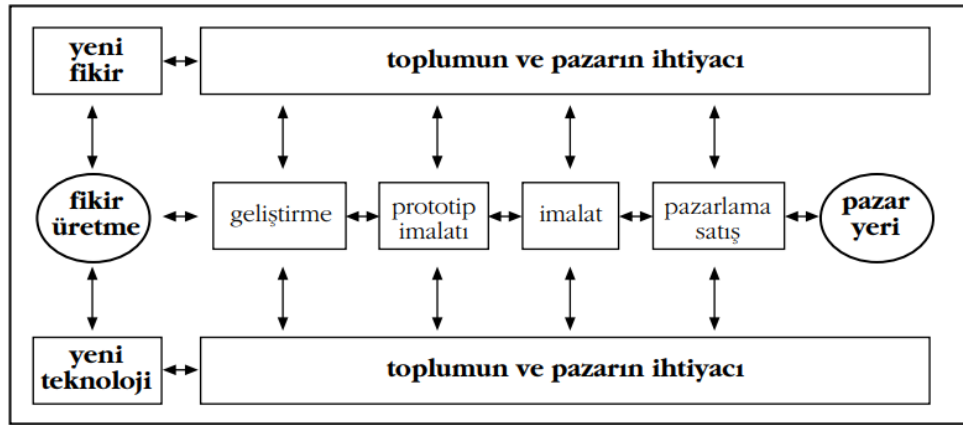 yeni
fikir
toplumun ve pazarın ihtiyacı
fikir
üretme
geliştirme
prototip
imalatı
imalat
pazarlama
satış
pazar
yeri
yeni
teknoloji
toplumun ve pazarın ihtiyacı